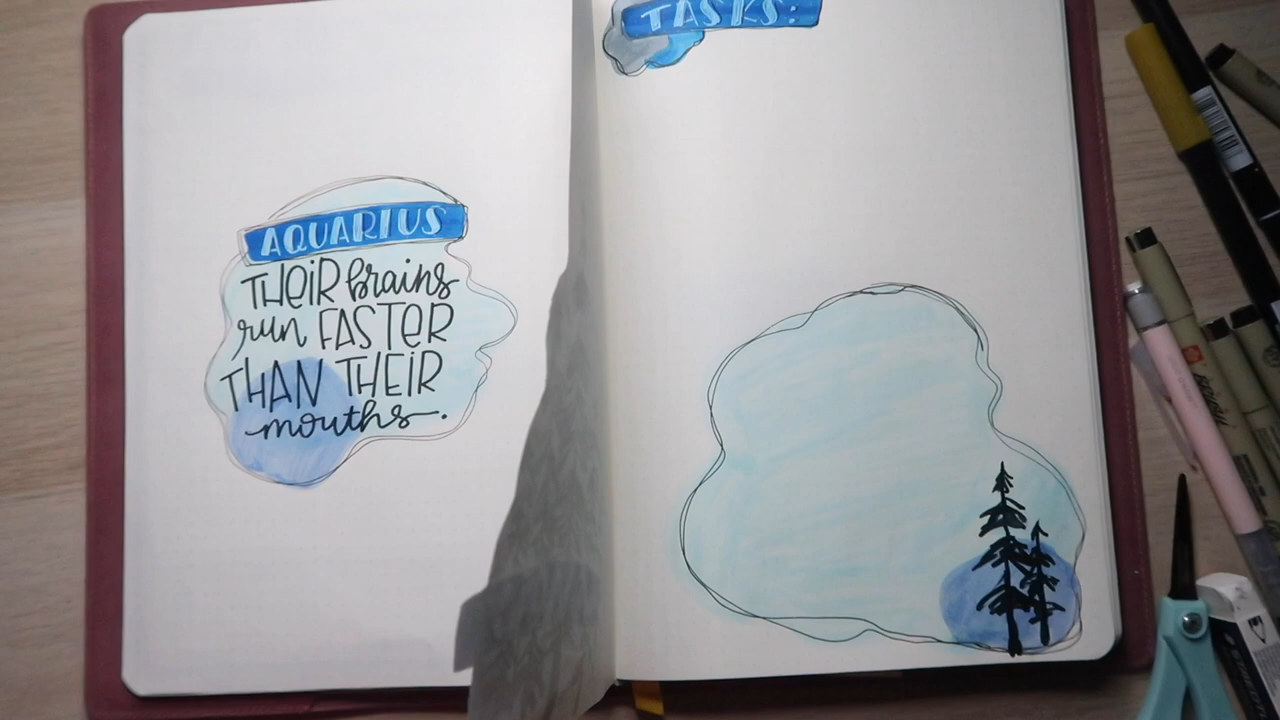 AQUARIUS
THEIR brains
run FASTER
THAN THEIR
mouths.
TASKS: